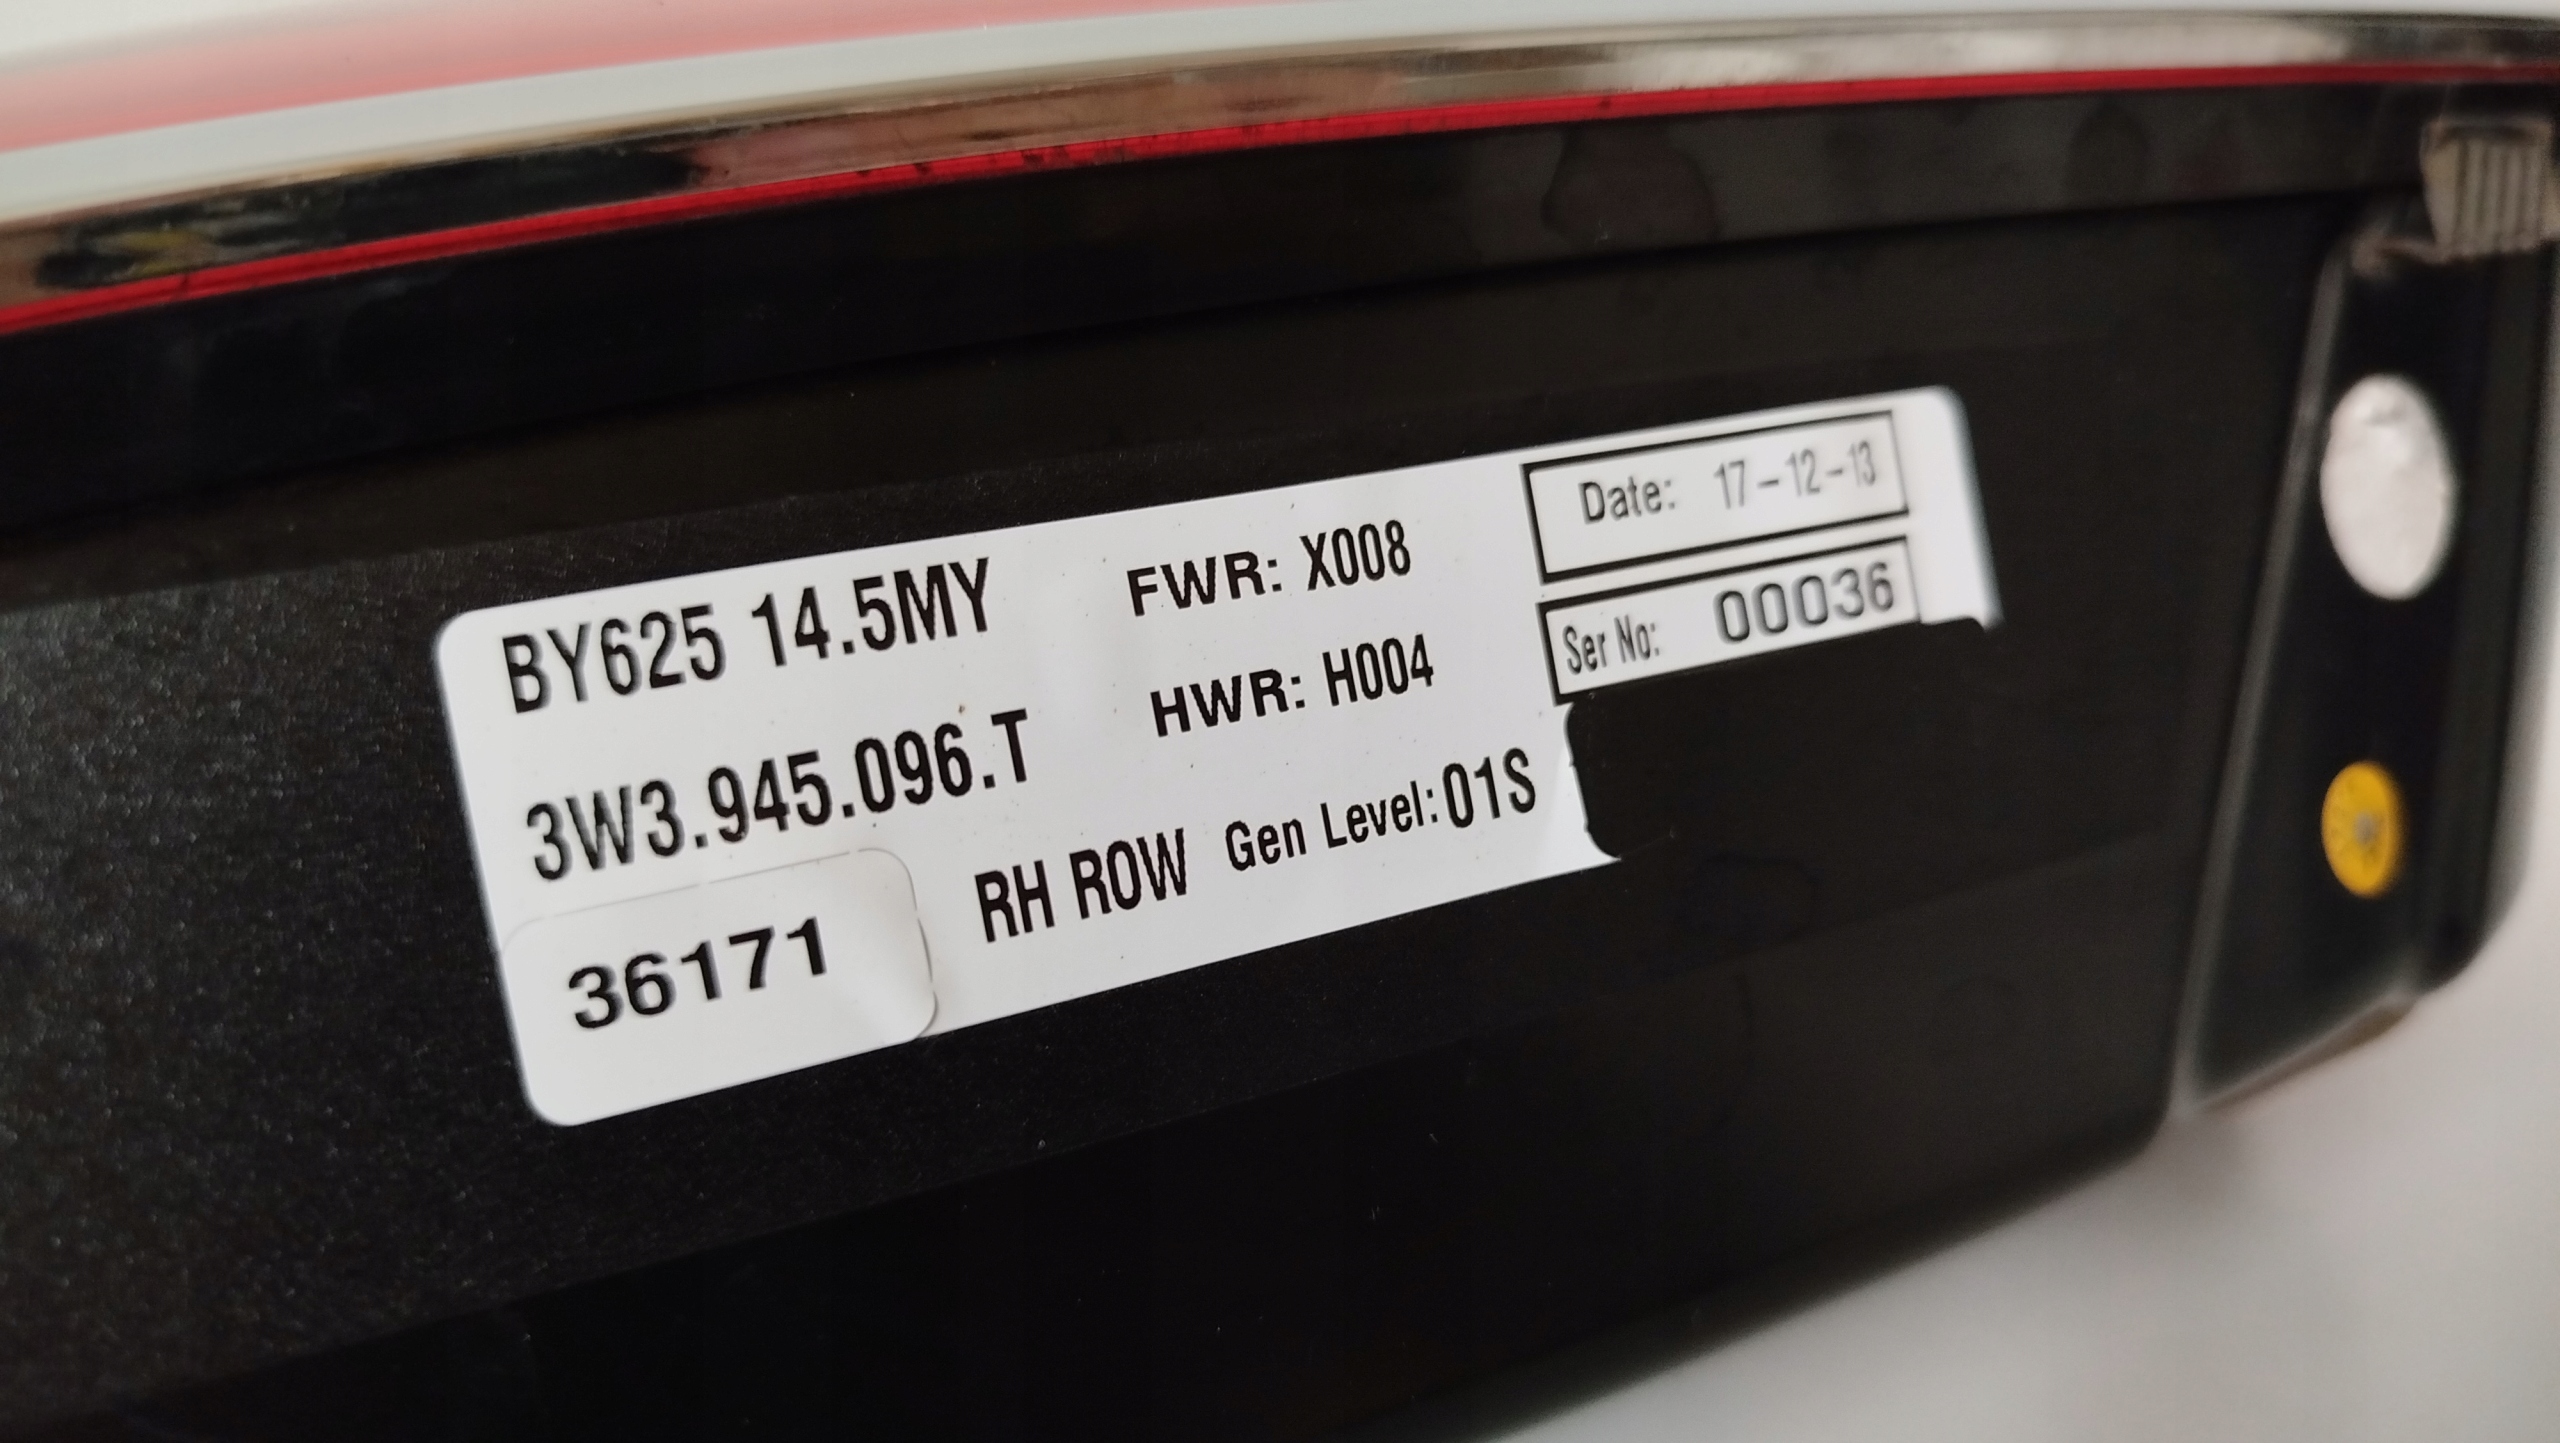 BY625 14.5MY
3W3.945.096.T
36171
FWR: X008
HWR: H004
RH ROW Gen Level:01S
Date: 17-12-13
Ser No: 00036